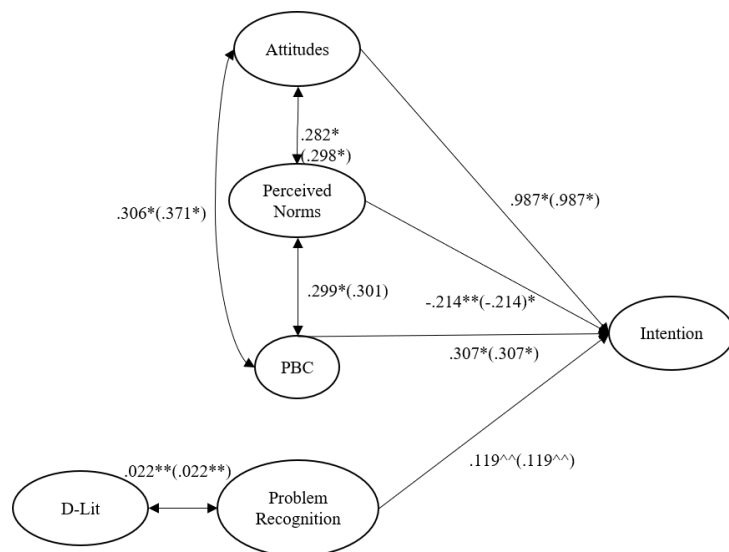 Attitudes
.282*
(.298*)
Perceived
Norms
.306*(.371*)
.987*(.987*)
.299*(.301)
-.214**(-.214)*
Intention
PBC
.307*(.307*)
.119^^(.119^^)
.022**(.022**)
D-Lit
Problem
Recognition